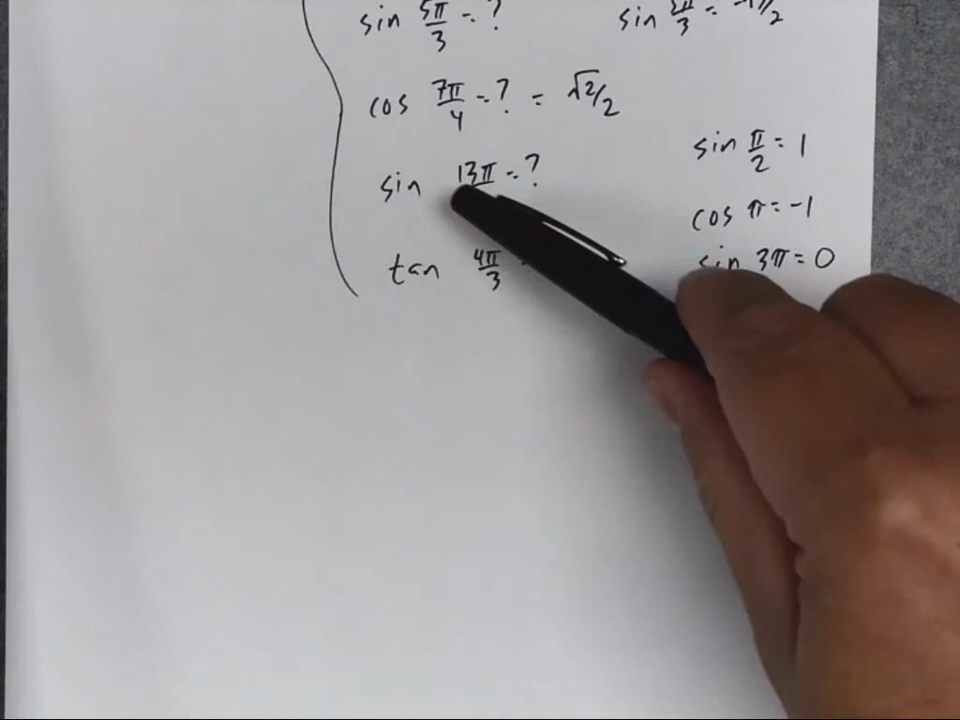 sin 5π/3 = ?
cos 7π/4 = ? = √2/2
sin 13π = ?
tan 4π/3
sin π/2 = 1
cos π = -1
sin 3π = 0